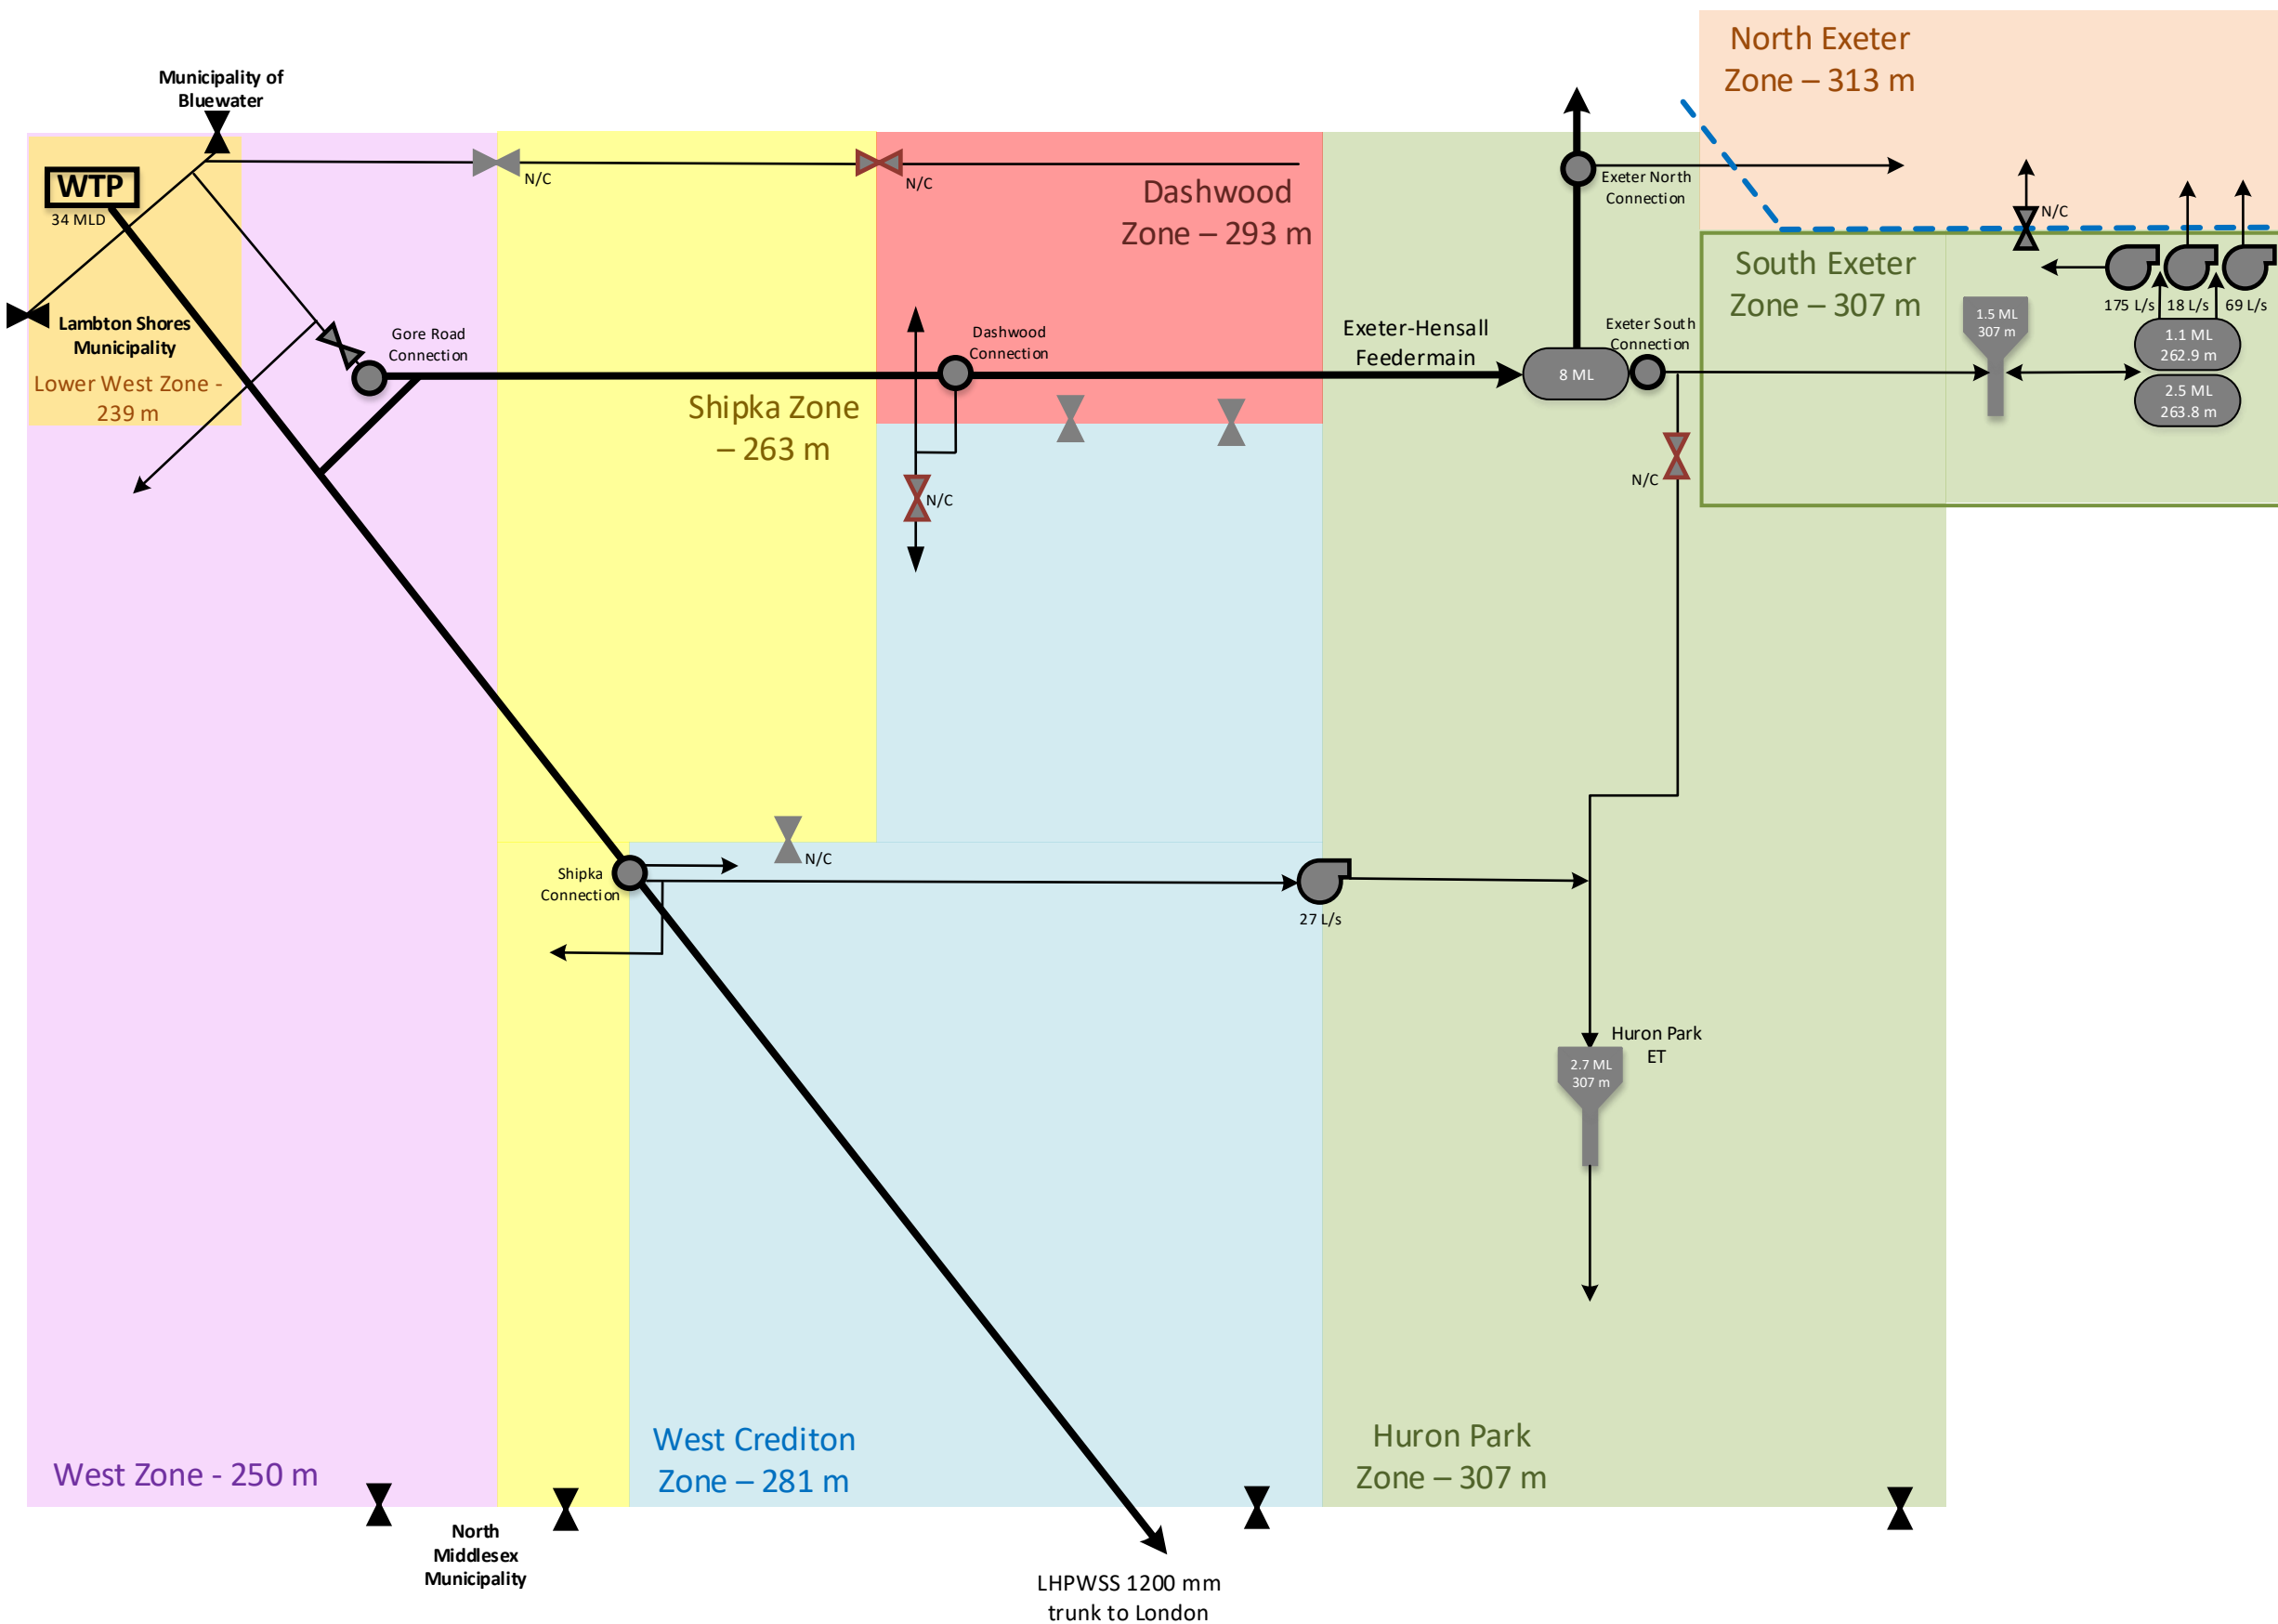 North Exeter
Zone – 313 m
Municipality of
Bluewater
WTP
34 MLD
N/C
N/C
Dashwood
Zone – 293 m
Exeter North
Connection
N/C
South Exeter
Zone – 307 m
175 L/s
18 L/s
69 L/s
Lambton Shores
Municipality
Lower West Zone -
239 m
Gore Road
Connection
Dashwood
Connection
Exeter-Hensall
Feedermain
Exeter South
Connection
8 ML
1.5 ML
307 m
1.1 ML
262.9 m
2.5 ML
263.8 m
Shipka Zone
– 263 m
N/C
N/C
N/C
Shipka
Connection
27 L/s
Huron Park
ET
2.7 ML
307 m
West Zone - 250 m
West Crediton
Zone – 281 m
Huron Park
Zone – 307 m
North
Middlesex
Municipality
LHPWSS 1200 mm
trunk to London